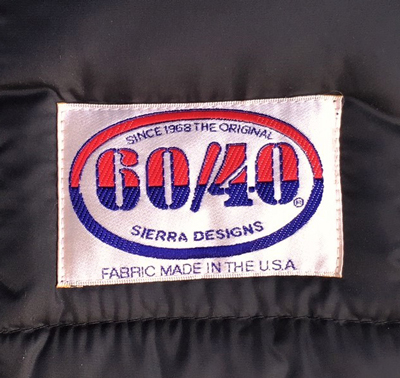 SINCE 1968 THE ORIGINAL
60/40®
SIERRA DESIGNS
FABRIC MADE IN THE U.S.A.